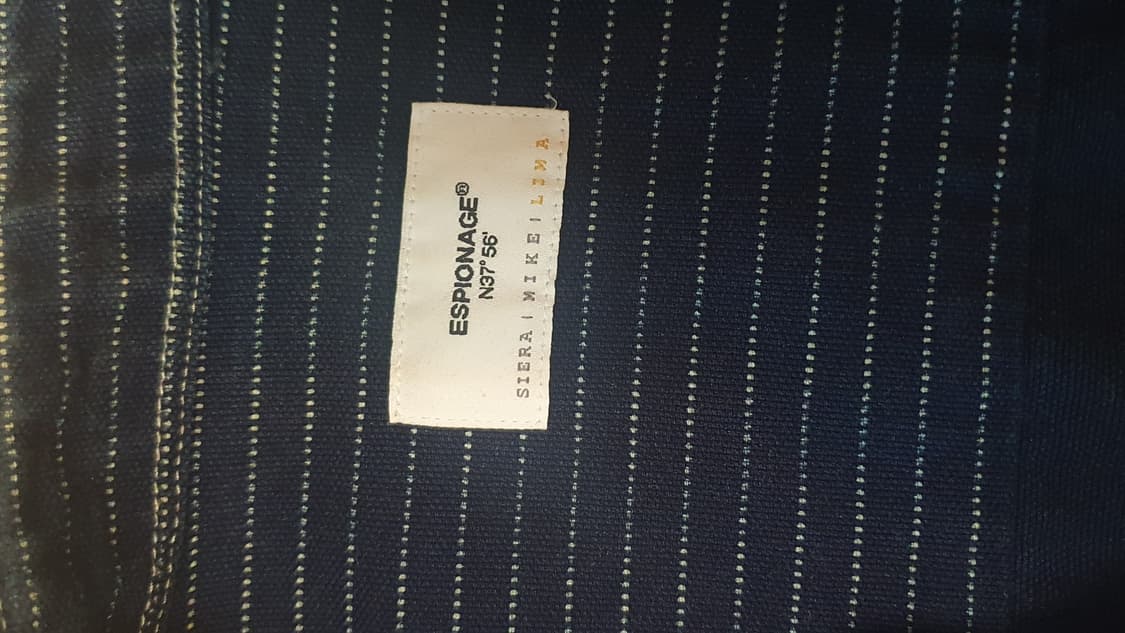 ESPIONAGE®
N37°56'
SIERA | MIKE | LIMA